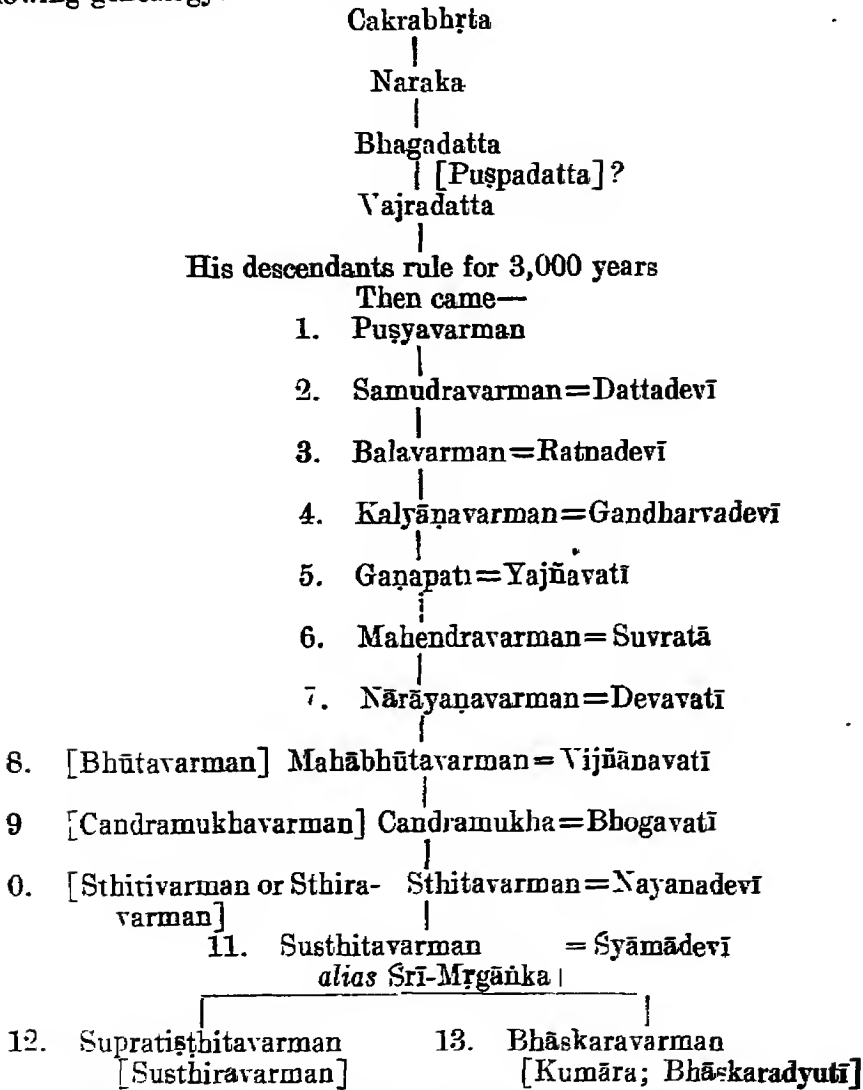 Cakrabhṛta
Naraka
Bhagadatta
[Puṣpadatta]?
Vajradatta
His descendants rule for 3,000 years
Then came—
1. Puṣyavarman
2. Samudravarman=Dattadevī
3. Balavarman=Ratnadevī
4. Kalyāṇavarman=Gandharvadevī
5. Gaṇapati=Yajñavatī
6. Mahendravarman=Suvratā
7. Nārāyaṇavarman=Devavatī
8. [Bhūtavarman] Mahābhūtavarman=Vijñānavatī
9 [Candramukhavarman] Candramukha=Bhogavatī
0. [Sthitivarman or Sthira- Sthitavarman=Nayanadevī
varman]
11. Susthitavarman =Śyāmādevī
alias Śrī-Mṛgāṅka
12. Supratiṣṭhitavarman 13. Bhāskaravarman
[Susthiravarman] [Kumāra; Bhāskaradyuti]